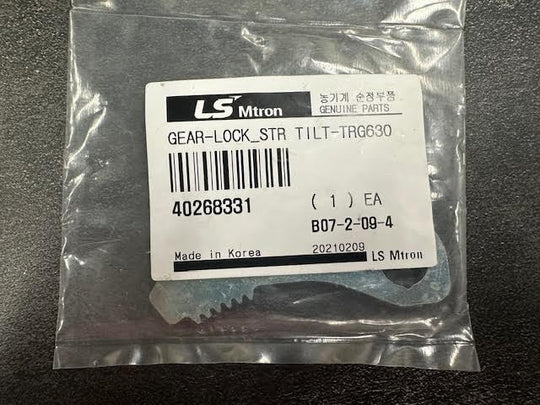 LS Mtron
농기계 순정부품
GENUINE PARTS
GEAR-LOCK_STR TILT-TRG630
40268331
( 1 ) EA
B07-2-09-4
Made in Korea
20210209
LS Mtron